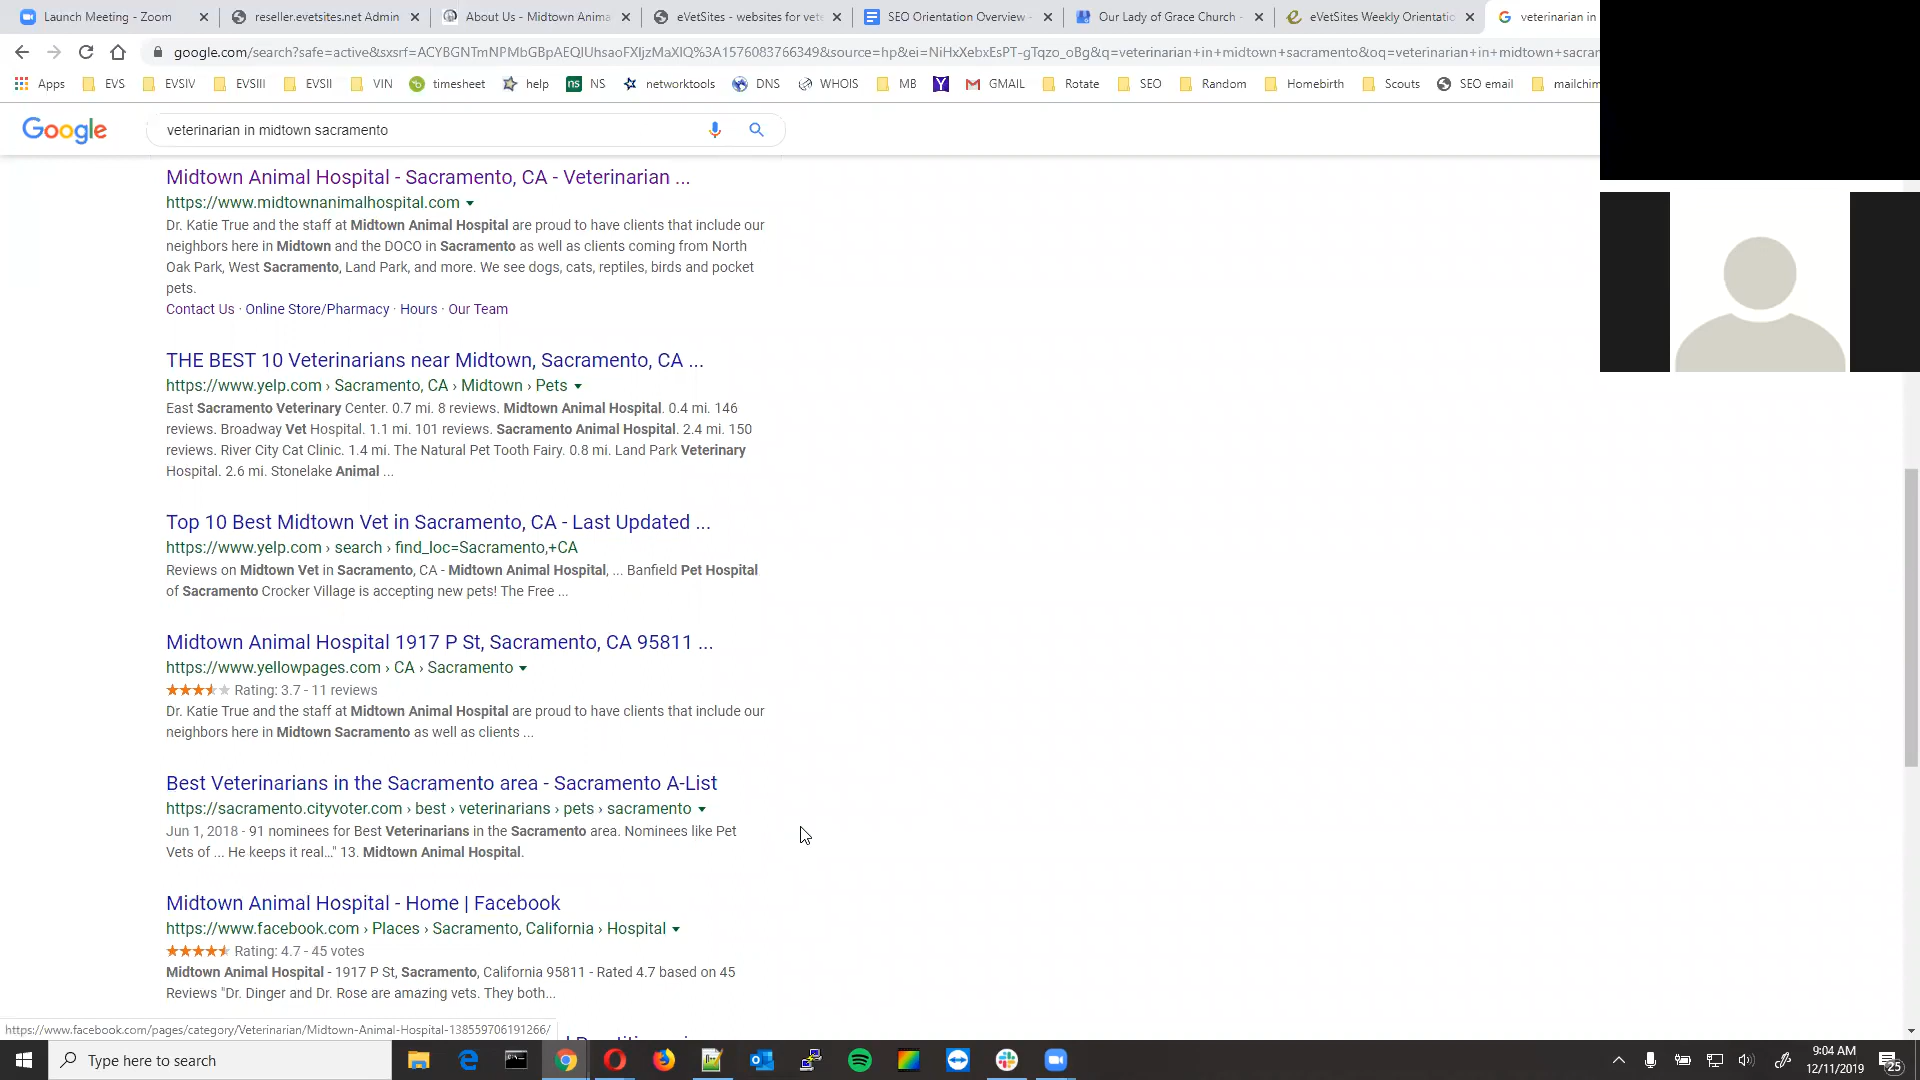 Launch Meeting - Zoom
reseller.evetsites.net Admin
About Us - Midtown Anima
eVetSites - websites for vete
SEO Orientation Overview -
Our Lady of Grace Church -
eVetSites Weekly Orientatio
veterinarian in
google.com/search?safe=active&sxsrf=ACYBGNTmNPMbGBpAEQIUhsaoFXIjzMaXIQ%3A1576083766349&source=hp&ei=NiHxXebxEsPT-gTqzo_oBg&q=veterinarian+in+midtown+sacramento&oq=veterinarian+in+midtown+sacrar
Apps EVS EVSIV EVSIII EVSII VIN timesheet help NS networktools DNS WHOIS MB GMAIL Rotate SEO Random Homebirth Scouts SEO email mailchim
Google
veterinarian in midtown sacramento
Midtown Animal Hospital - Sacramento, CA - Veterinarian ...
https://www.midtownanimalhospital.com
Dr. Katie True and the staff at Midtown Animal Hospital are proud to have clients that include our
neighbors here in Midtown and the DOCO in Sacramento as well as clients coming from North
Oak Park, West Sacramento, Land Park, and more. We see dogs, cats, reptiles, birds and pocket
pets.
Contact Us · Online Store/Pharmacy · Hours · Our Team
THE BEST 10 Veterinarians near Midtown, Sacramento, CA ...
https://www.yelp.com › Sacramento, CA › Midtown › Pets
East Sacramento Veterinary Center. 0.7 mi. 8 reviews. Midtown Animal Hospital. 0.4 mi. 146
reviews. Broadway Vet Hospital. 1.1 mi. 101 reviews. Sacramento Animal Hospital. 2.4 mi. 150
reviews. River City Cat Clinic. 1.4 mi. The Natural Pet Tooth Fairy. 0.8 mi. Land Park Veterinary
Hospital. 2.6 mi. Stonelake Animal ...
Top 10 Best Midtown Vet in Sacramento, CA - Last Updated ...
https://www.yelp.com › search › find_loc=Sacramento,+CA
Reviews on Midtown Vet in Sacramento, CA - Midtown Animal Hospital, ... Banfield Pet Hospital
of Sacramento Crocker Village is accepting new pets! The Free ...
Midtown Animal Hospital 1917 P St, Sacramento, CA 95811 ...
https://www.yellowpages.com › CA › Sacramento
Rating: 3.7 - 11 reviews
Dr. Katie True and the staff at Midtown Animal Hospital are proud to have clients that include our
neighbors here in Midtown Sacramento as well as clients ...
Best Veterinarians in the Sacramento area - Sacramento A-List
https://sacramento.cityvoter.com › best › veterinarians › pets › sacramento
Jun 1, 2018 - 91 nominees for Best Veterinarians in the Sacramento area. Nominees like Pet
Vets of ... He keeps it real..." 13. Midtown Animal Hospital.
Midtown Animal Hospital - Home | Facebook
https://www.facebook.com › Places › Sacramento, California › Hospital
Rating: 4.7 - 45 votes
Midtown Animal Hospital - 1917 P St, Sacramento, California 95811 - Rated 4.7 based on 45
Reviews "Dr. Dinger and Dr. Rose are amazing vets. They both...
https://www.facebook.com/pages/category/Veterinarian/Midtown-Animal-Hospital-138559706191266/
Type here to search
9:04 AM
12/11/2019
25